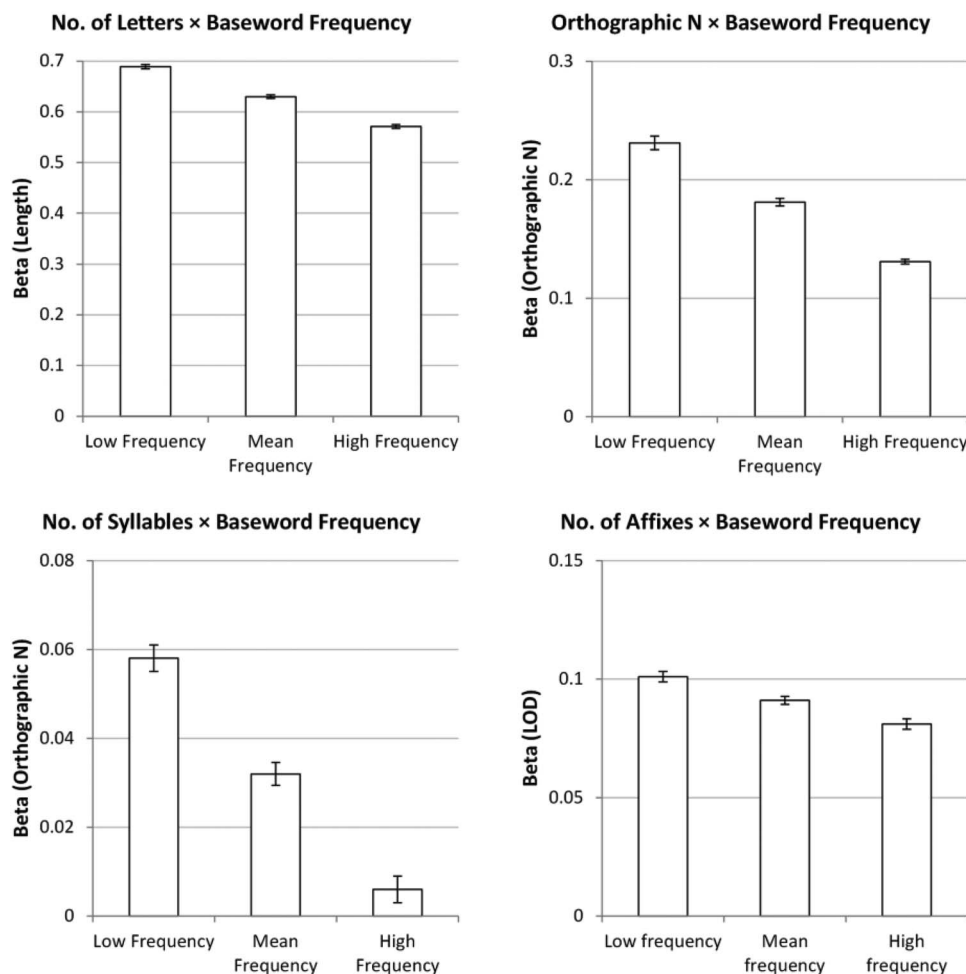 No. of Letters × Baseword Frequency
Beta (Length)
0.7
0.6
0.5
0.4
0.3
0.2
0.1
0
Low Frequency
Mean
Frequency
High Frequency
Orthographic N × Baseword Frequency
Beta (Orthographic N)
0.3
0.2
0.1
0
Low Frequency
Mean
Frequency
High Frequency
No. of Syllables × Baseword Frequency
Beta (Orthographic N)
0.08
0.06
0.04
0.02
0
Low Frequency
Mean
Frequency
High
Frequency
No. of Affixes × Baseword Frequency
Beta (LOD)
0.15
0.1
0.05
0
Low frequency
Mean
frequency
High
frequency